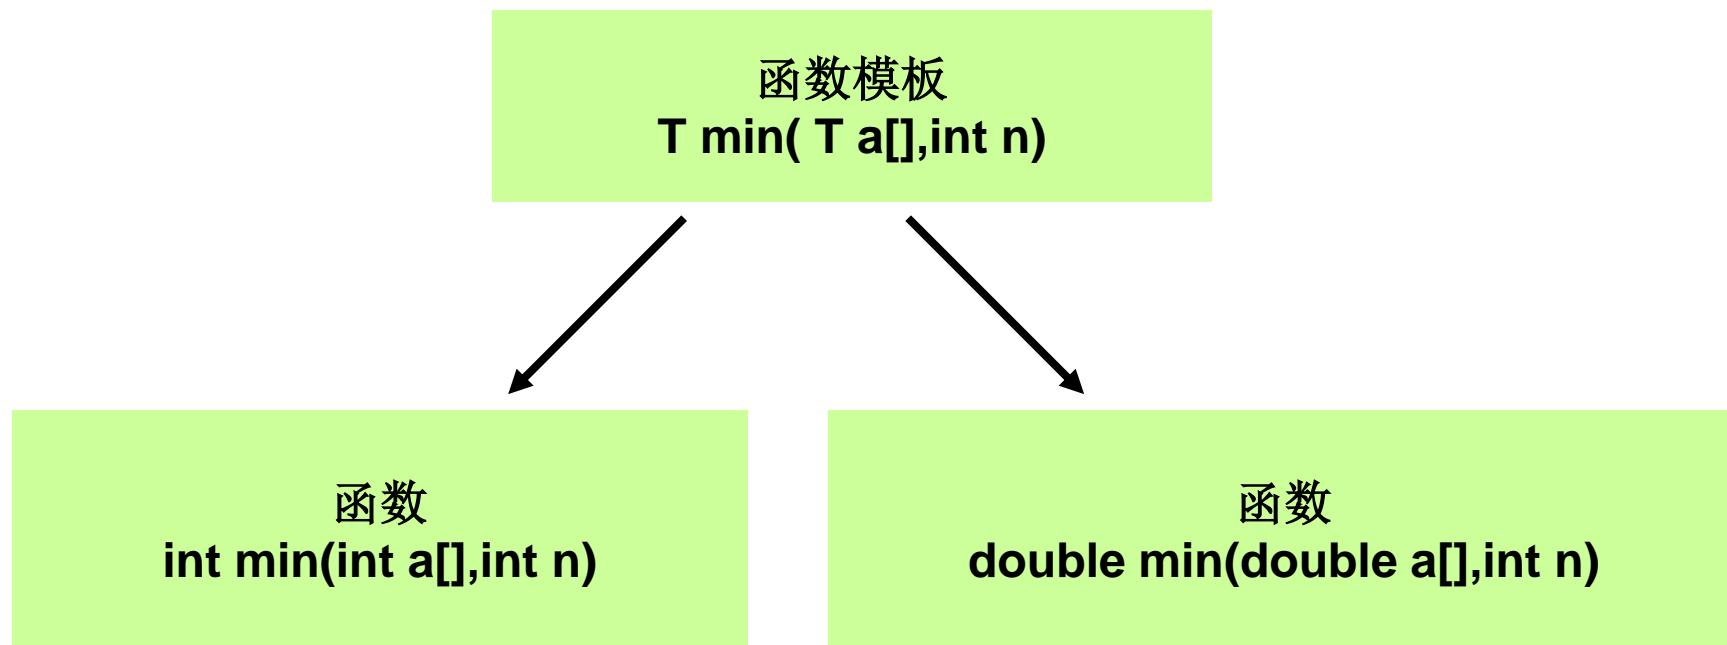 函数模板
T min( T a[],int n)
函数
int min(int a[],int n)
函数
double min(double a[],int n)